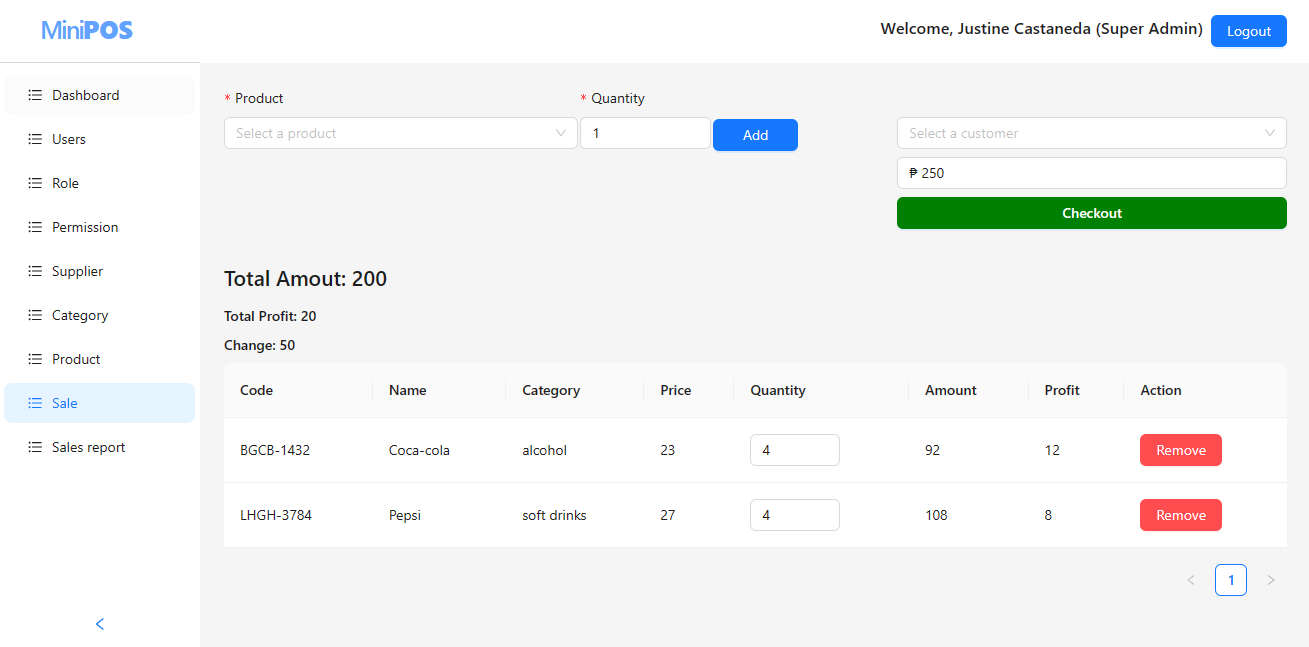 MiniPOS
Welcome, Justine Castaneda (Super Admin)
Logout
Dashboard
Users
Role
Permission
Supplier
Category
Product
Sale
Sales report
* Product
* Quantity
Select a product
1
Add
Select a customer
₱ 250
Checkout
Total Amout: 200
Total Profit: 20
Change: 50
Code Name Category Price Quantity Amount Profit Action
BGCB-1432 Coca-cola alcohol 23 4 92 12 Remove
LHGH-3784 Pepsi soft drinks 27 4 108 8 Remove
1